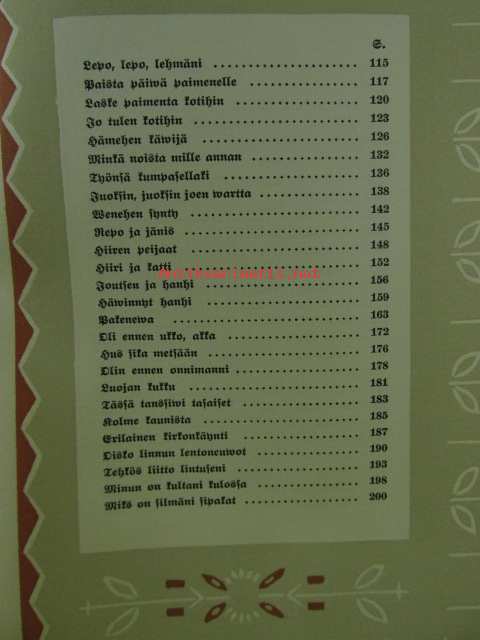 S.
Lepo, lepo, lehmäni 115
Paista päiwä paimenelle 117
Laske paimenta kotihin 120
Jo tulen kotihin 123
Hämehen käwijä 126
Minkä noista mille annan 132
Työnsä kumpasellaki 136
Juoksin, juoksin joen wartta 138
Wenehen synty 142
Repo ja jänis 145
Hiiren peijaat 148
Hiiri ja katti 152
Joutsen ja hanhi 156
Häwinnyt hanhi 159
Pakenewa 163
Oli ennen ukko, akka 172
Hus sika metsään 176
Olin ennen onnimanni 178
Luojan kukku 181
Tässä tanssiwi tasaiset 183
Kolme kaunista 185
Erilainen kirkonkäynti 187
Oisko linnun lentoneuwot 190
Tehkös liitto lintuseni 193
Minun on kultani kulossa 198
Miks on silmäni sipakat 200